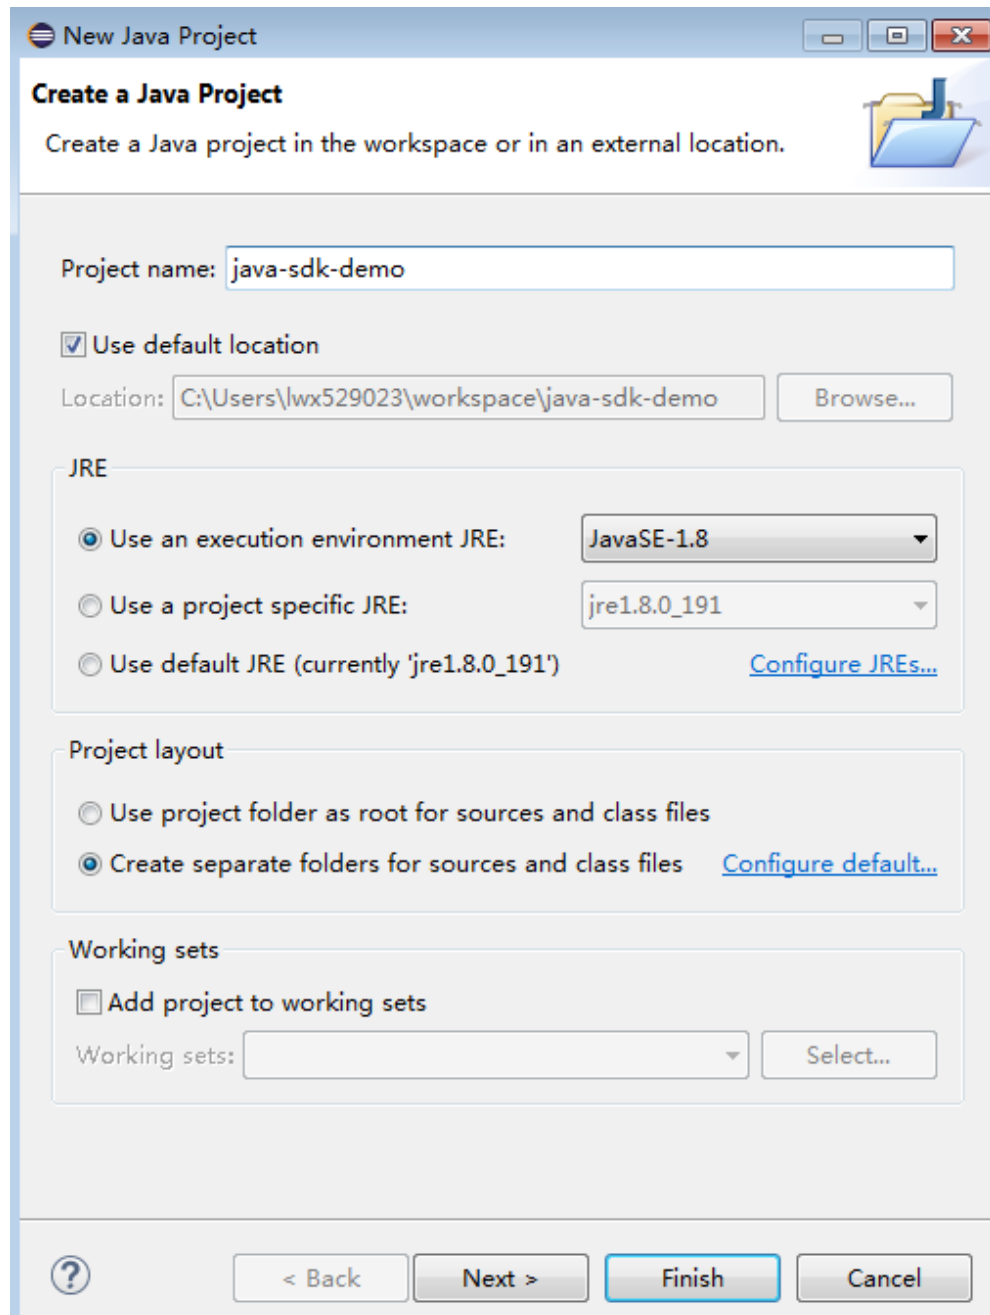 New Java Project
Create a Java Project
Create a Java project in the workspace or in an external location.
Project name: java-sdk-demo
Use default location
Location: C:\Users\lwx529023\workspace\java-sdk-demo Browse...
JRE
Use an execution environment JRE: JavaSE-1.8
Use a project specific JRE: jre1.8.0_191
Use default JRE (currently 'jre1.8.0_191') Configure JREs...
Project layout
Use project folder as root for sources and class files
Create separate folders for sources and class files Configure default...
Working sets
Add project to working sets
Working sets: Select...
? < Back Next > Finish Cancel